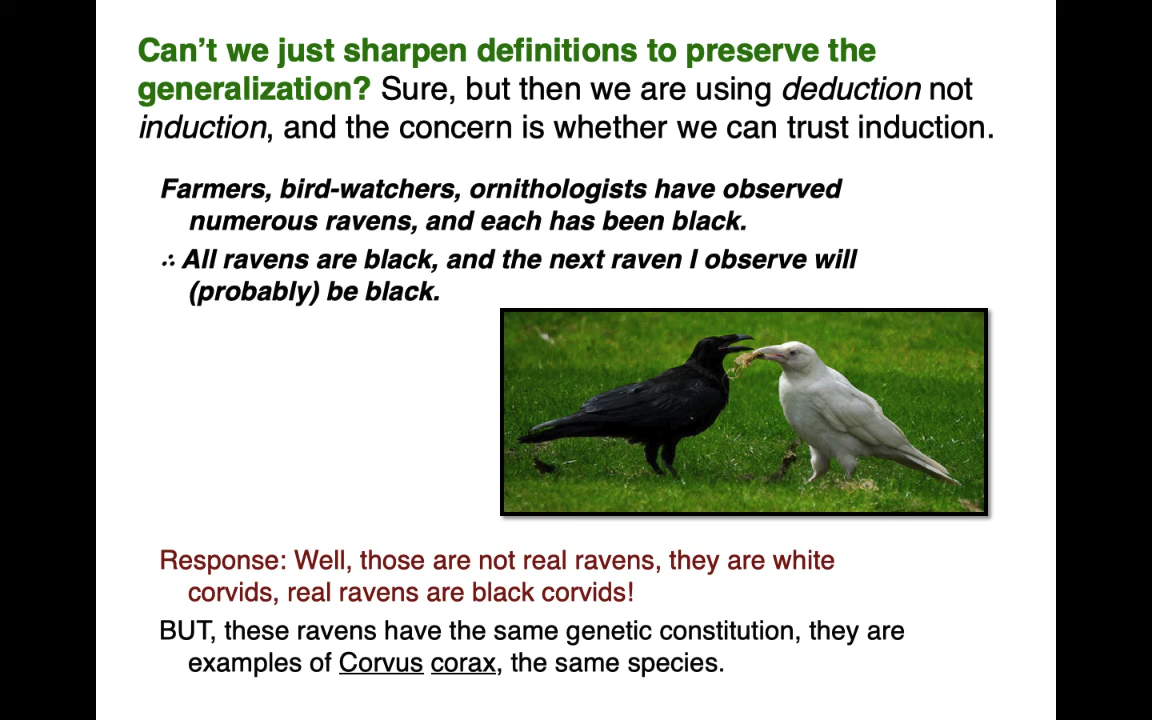 Can’t we just sharpen definitions to preserve the
generalization? Sure, but then we are using deduction not
induction, and the concern is whether we can trust induction.
Farmers, bird-watchers, ornithologists have observed
numerous ravens, and each has been black.
∴ All ravens are black, and the next raven I observe will
(probably) be black.
Response: Well, those are not real ravens, they are white
corvids, real ravens are black corvids!
BUT, these ravens have the same genetic constitution, they are
examples of Corvus corax, the same species.